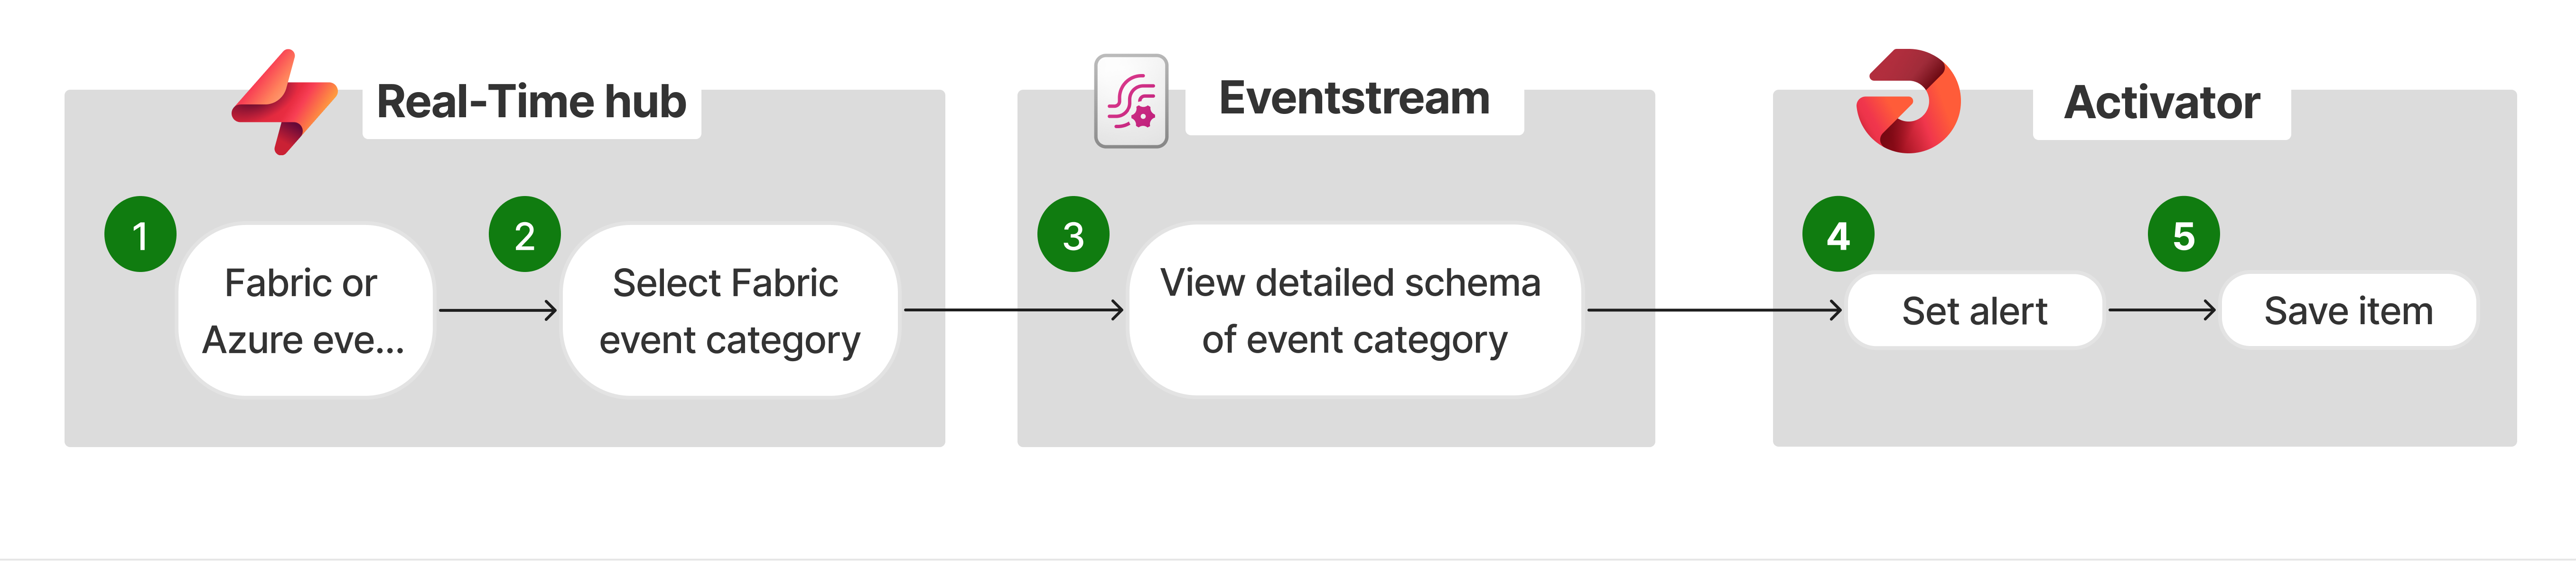 Real-Time hub
1
Fabric or
Azure eve...
2
Select Fabric
event category
Eventstream
3
View detailed schema
of event category
Activator
4
Set alert
5
Save item